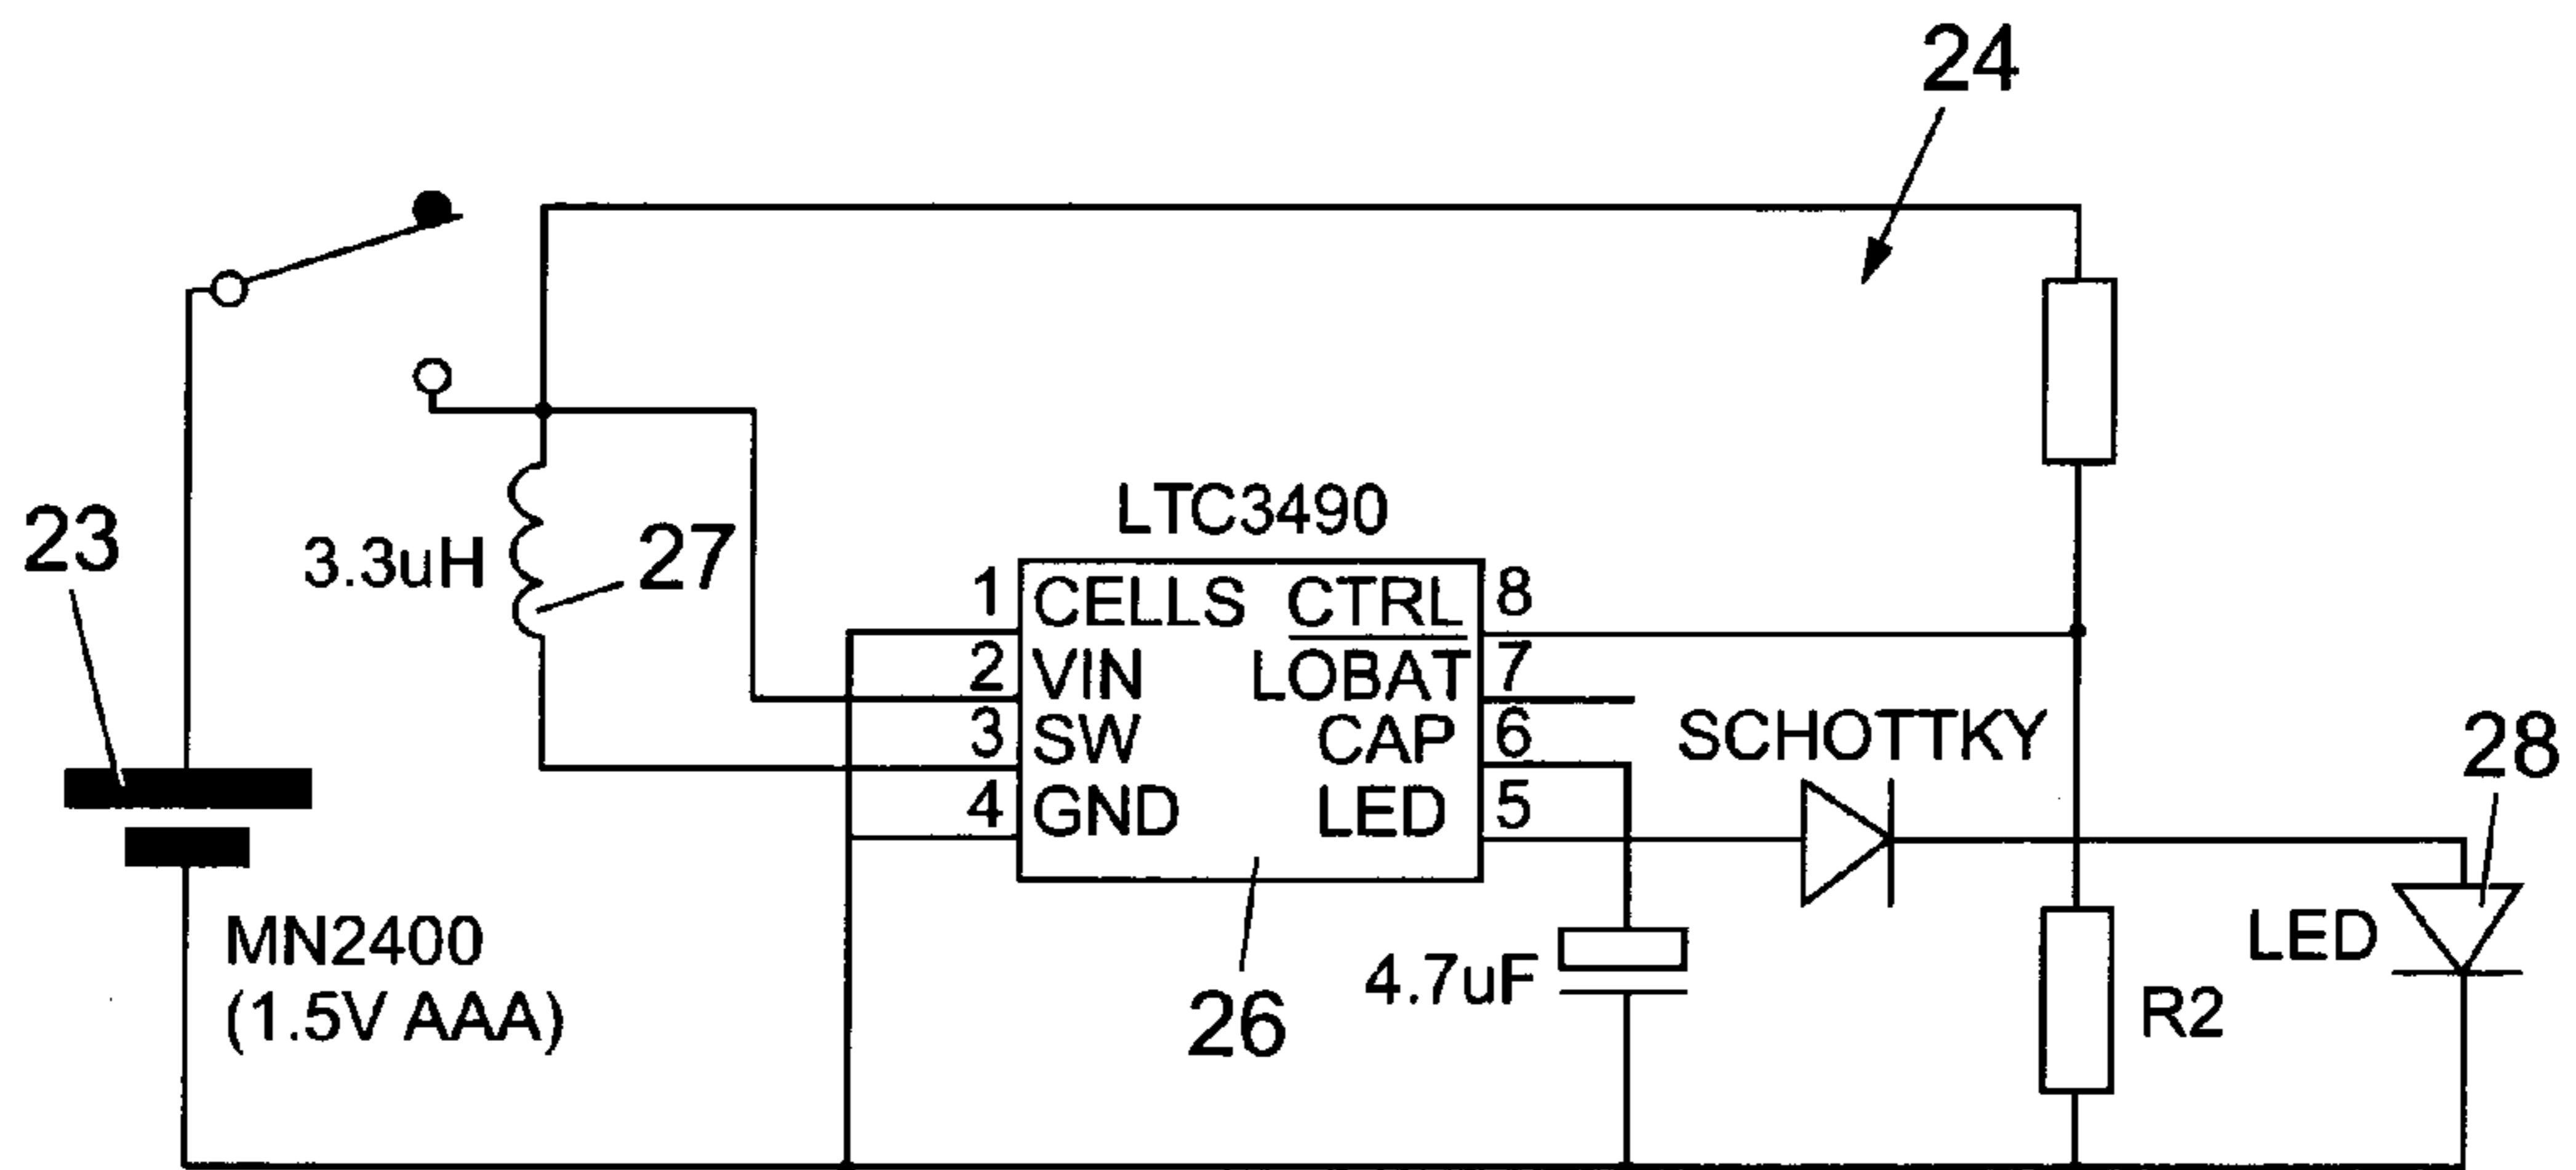 24
23
3.3uH
27
LTC3490
1 CELLS CTRL 8
2 VIN LOBAT 7
3 SW CAP 6
4 GND LED 5
SCHOTTKY
28
MN2400
(1.5V AAA)
26
4.7uF
R2
LED